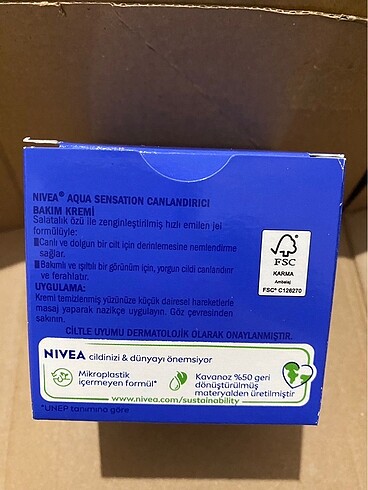 NIVEA® AQUA SENSATION CANLANDIRICI
BAKIM KREMİ
Salatalık özü ile zenginleştirilmiş hızlı emilen jel
formülüyle:
■Canlı ve dolgun bir cilt için derinlemesine nemlendirme
sağlar.
■Bakımlı ve ışıltılı bir görünüm için, yorgun cildi canlandırır
ve ferahlatır.
UYGULAMA:
Kremi temizlenmiş yüzünüze küçük dairesel hareketlerle
masaj yaparak nazikçe uygulayın. Göz çevresinden
sakının.
CİLTLE UYUMU DERMATOLOJİK OLARAK ONAYLANMIŞTIR.
FSC
KARMA
Ambalaj
FSC® C126270
NIVEA cildinizi & dünyayı önemsiyor
Mikroplastik
içermeyen formül*
Kavanoz %50 geri
dönüştürülmüş
materyalden üretilmiştir
www.nivea.com/sustainability
*UNEP tanımına göre